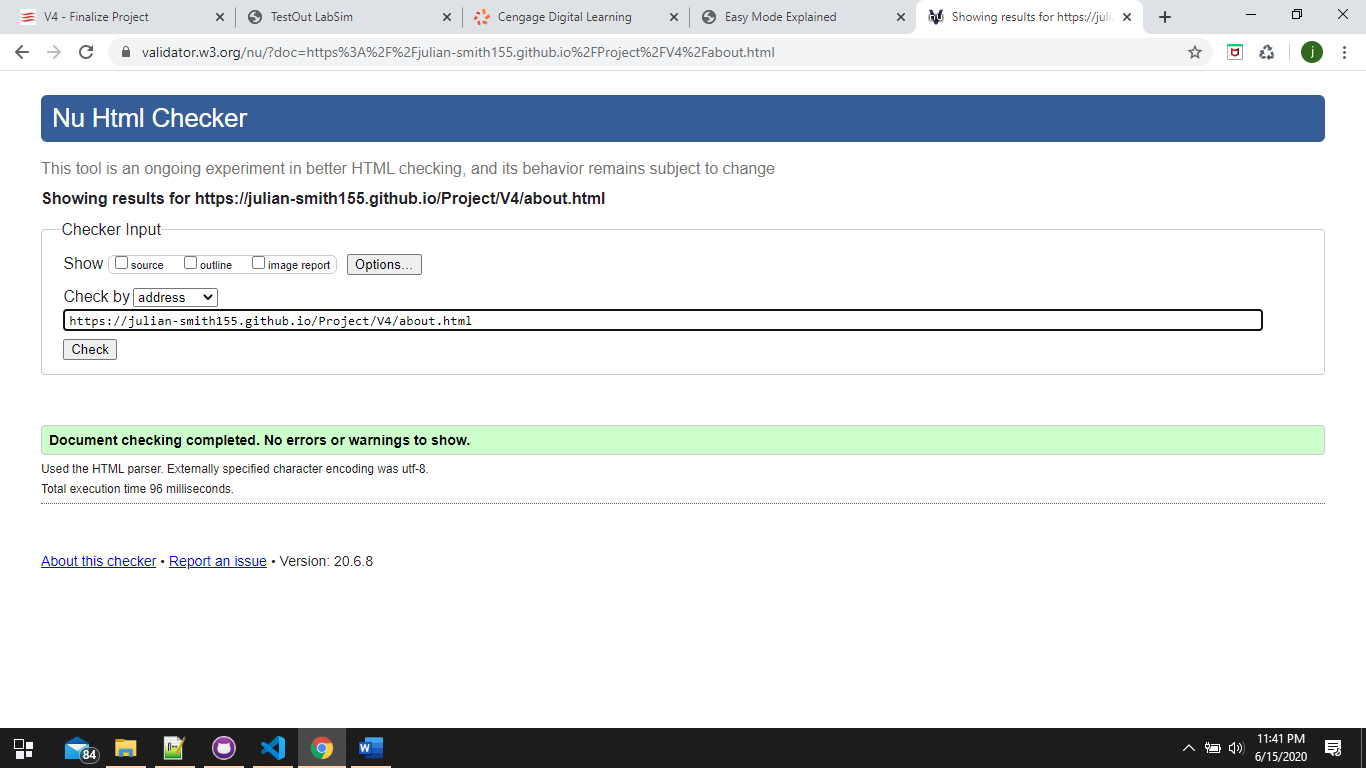 V4 - Finalize Project
TestOut LabSim
Cengage Digital Learning
Easy Mode Explained
Showing results for https://juli
validator.w3.org/nu/?doc=https%3A%2F%2Fjulian-smith155.github.io%2FProject%2FV4%2Fabout.html
j
Nu Html Checker
This tool is an ongoing experiment in better HTML checking, and its behavior remains subject to change
Showing results for https://julian-smith155.github.io/Project/V4/about.html
Checker Input
Show source outline image report Options...
Check by address
https://julian-smith155.github.io/Project/V4/about.html
Check
Document checking completed. No errors or warnings to show.
Used the HTML parser. Externally specified character encoding was utf-8.
Total execution time 96 milliseconds.
About this checker • Report an issue • Version: 20.6.8
84
11:41 PM
6/15/2020